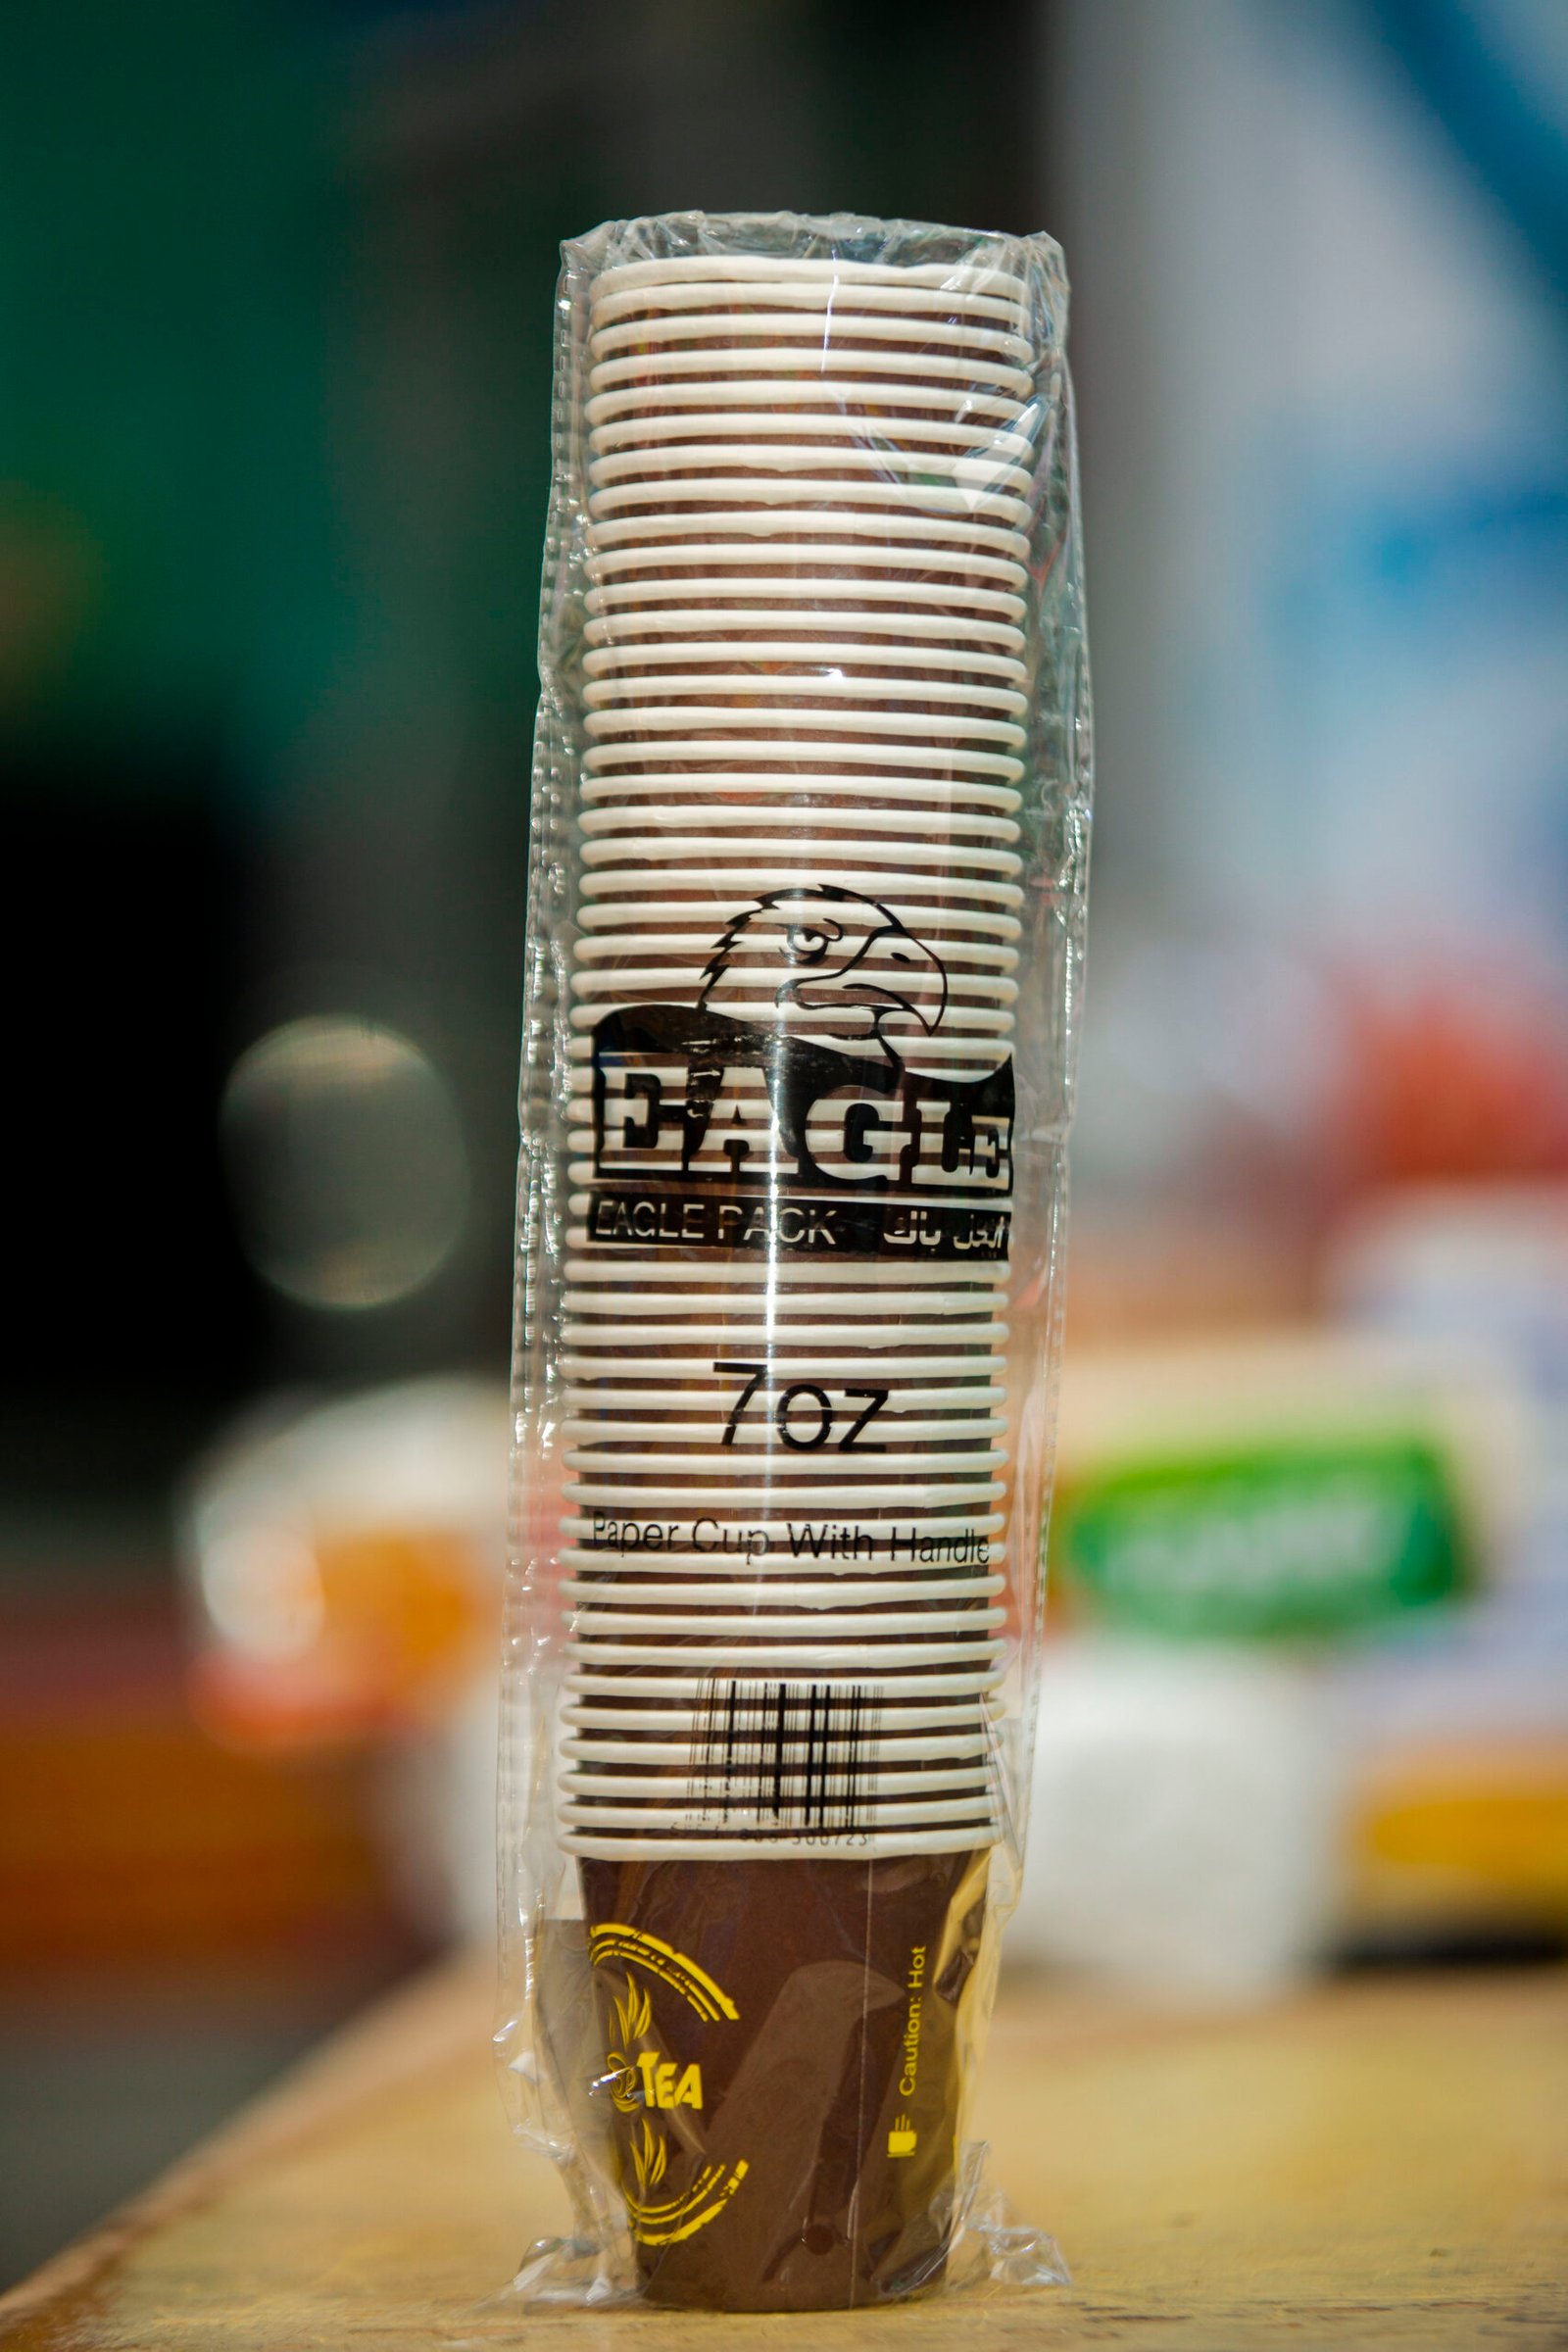 EAGLE
EAGLE PACK ايجل باك
7oz
Paper Cup With Handle
TEA
Caution: Hot